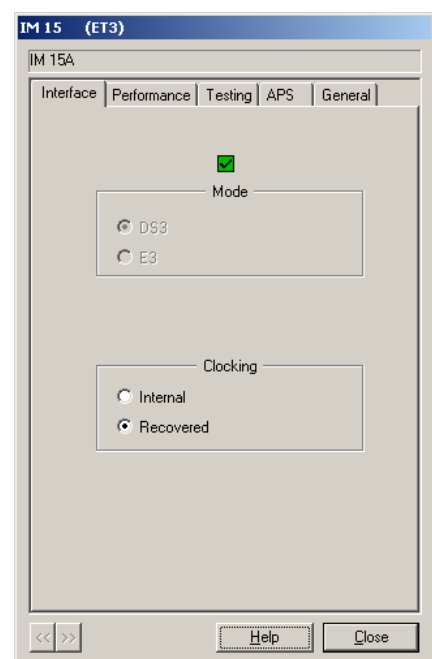 IM 15 (ET3)
IM 15A
Interface Performance Testing APS General
Mode
DS3
E3
Clocking
Internal
Recovered
<< >> Help Close